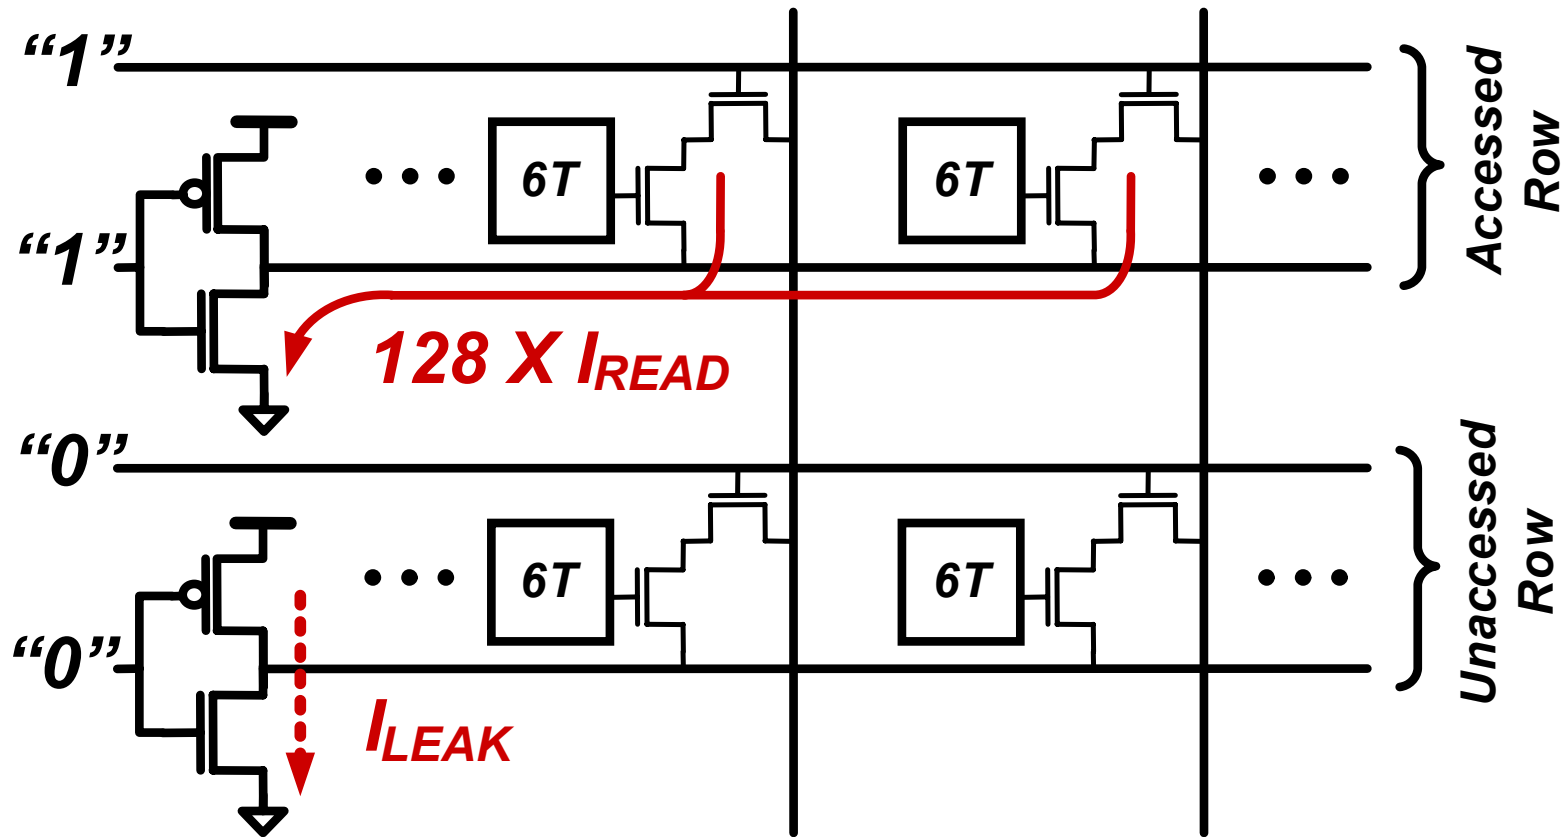 “1”
6T
6T
“1”
128 X IREAD
Accessed
Row
“0”
6T
6T
“0”
ILEAK
Unaccessed
Row